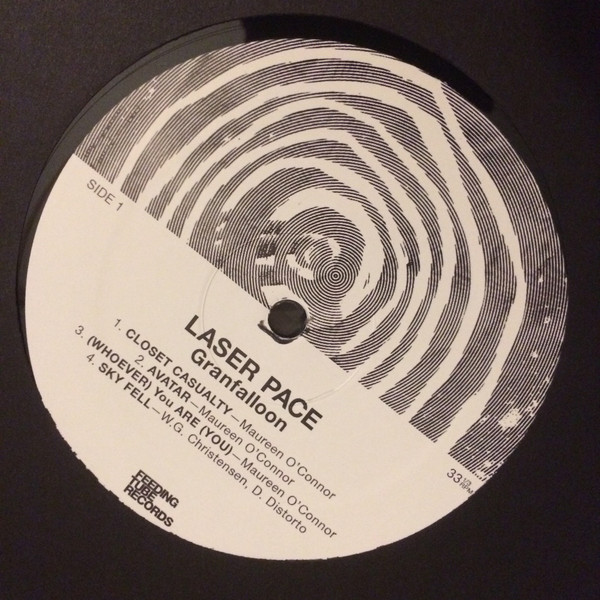 SIDE 1
33 1/3 RPM
LASER PACE
Granfalloon
1. CLOSET CASUALTY—Maureen O'Connor
2. AVATAR—Maureen O'Connor
3. (WHOEVER) You ARE (YOU)—Maureen O'Connor
4. SKY FELL—W.G. Christensen, D. Distorto
FEEDING
TUBE
RECORDS